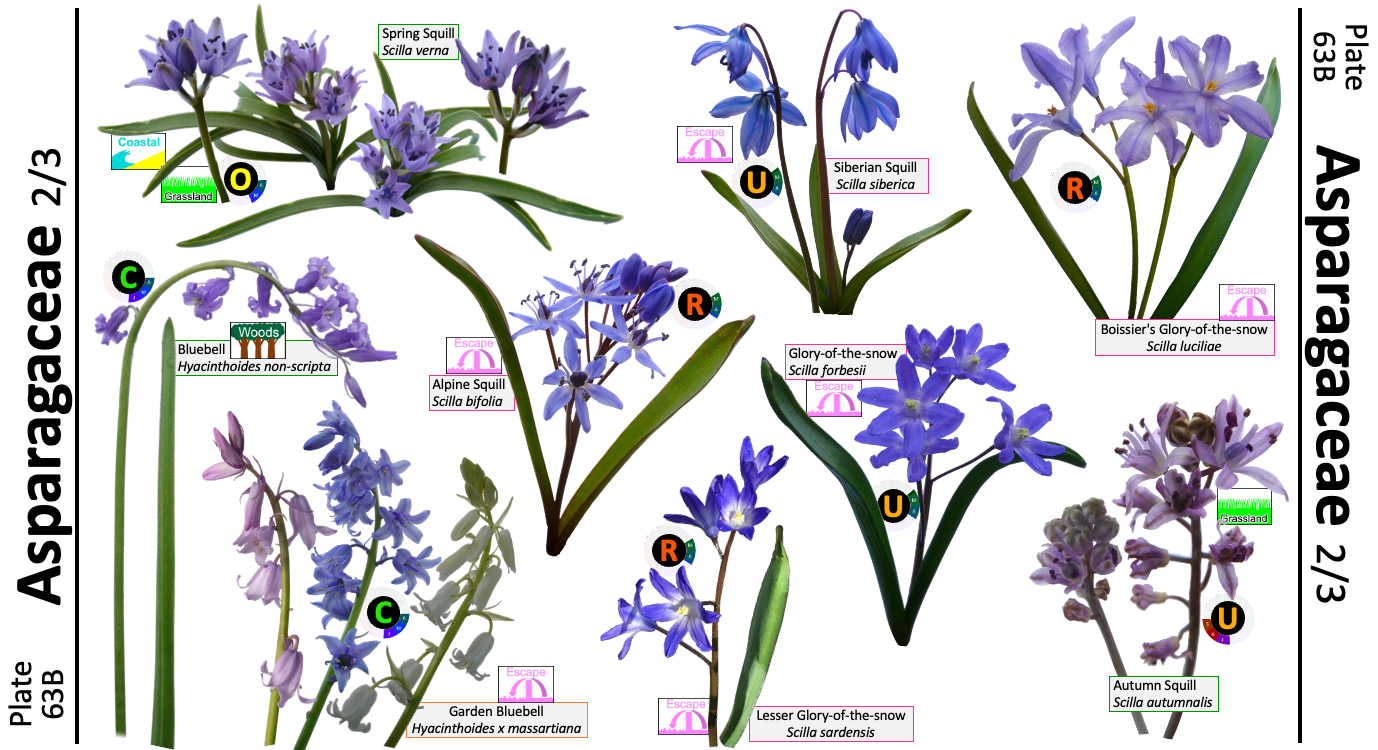 Plate
63B
Asparagaceae 2/3
Spring Squill
Scilla verna
Coastal
Grassland
O
Escape
U
Siberian Squill
Scilla siberica
R
Escape
Boissier's Glory-of-the-snow
Scilla luciliae
C
Woods
Bluebell
Hyacinthoides non-scripta
R
Escape
Alpine Squill
Scilla bifolia
Glory-of-the-snow
Scilla forbesii
Escape
U
C
Escape
Garden Bluebell
Hyacinthoides x massartiana
R
Escape
Lesser Glory-of-the-snow
Scilla sardensis
Grassland
U
Autumn Squill
Scilla autumnalis
Plate
63B
Asparagaceae 2/3